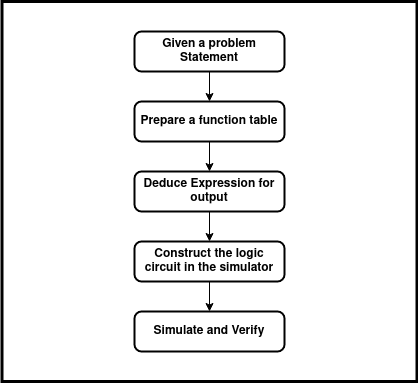 Given a problem
Statement
Prepare a function table
Deduce Expression for
output
Construct the logic
circuit in the simulator
Simulate and Verify